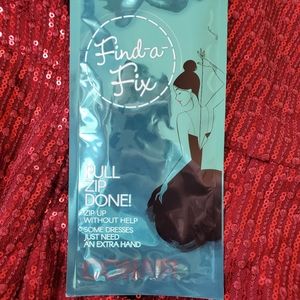 Find-a-
Fix
PULL
ZIP
DONE!
ZIP UP
WITHOUT HELP
SOME DRESSES
JUST NEED
AN EXTRA HAND